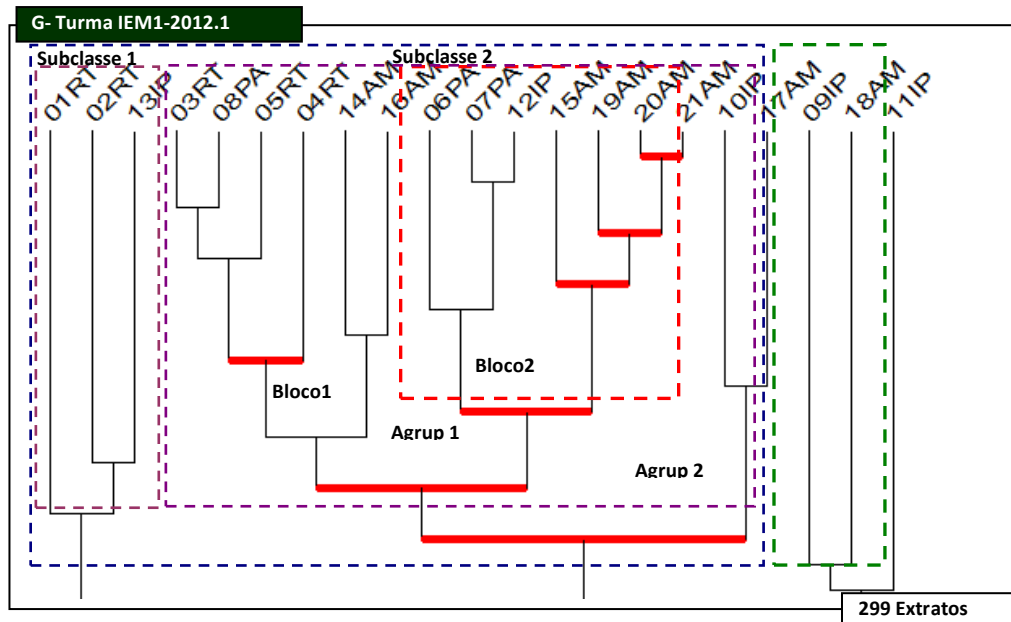 G- Turma IEM1-2012.1
Subclasse 1
Subclasse 2
01RT
02RT
13IP
03RT
08PA
05RT
04RT
14AM
16AM
06PA
07PA
12IP
15AM
19AM
20AM
21AM
10IP
17AM
09IP
18AM
11IP
Bloco1
Bloco2
Agrup 1
Agrup 2
299 Extratos